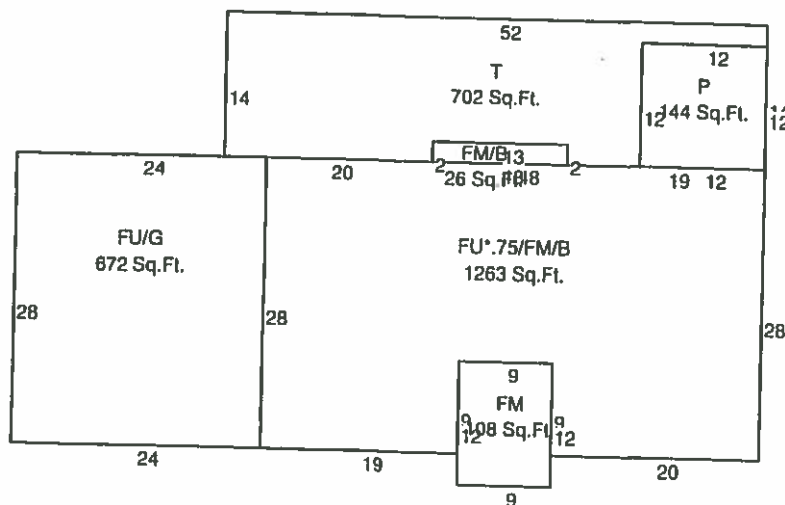 52
T
702 Sq.Ft.
14
12
P
144 Sq.Ft.
12
12
24
20
2
FM/B
13
26 Sq.Ft.
2
19
12
FU/G
672 Sq.Ft.
28
28
FU*.75/FM/B
1263 Sq.Ft.
28
9
FM
108 Sq.Ft
9
12
9
12
24
19
9
20